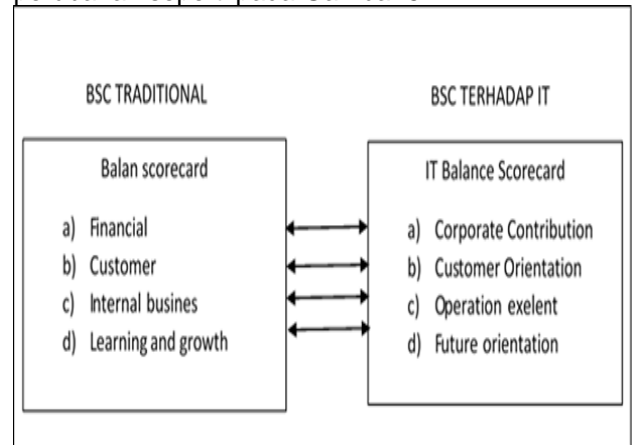 BSC TRADITIONAL
BSC TERHADAP IT
Balan scorecard
a) Financial
b) Customer
c) Internal busines
d) Learning and growth
IT Balance Scorecard
a) Corporate Contribution
b) Customer Orientation
c) Operation exelent
d) Future orientation